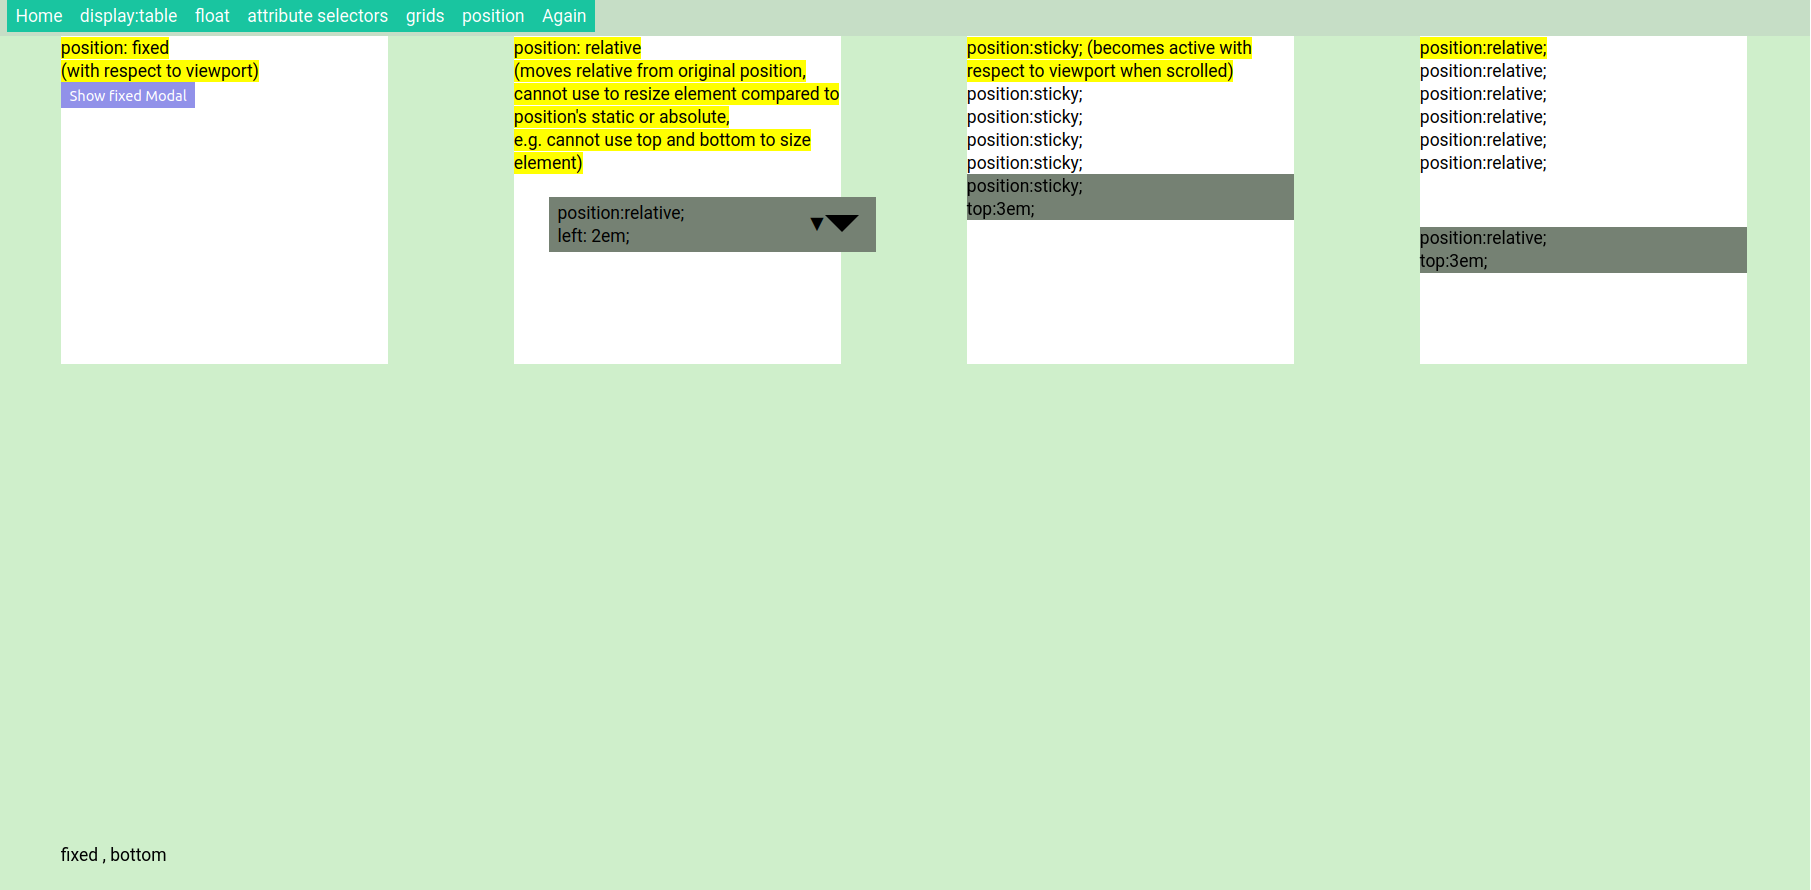 Home display:table float attribute selectors grids position Again
position: fixed
(with respect to viewport)
Show fixed Modal
position: relative
(moves relative from original position,
cannot use to resize element compared to
position's static or absolute,
e.g. cannot use top and bottom to size
element)
position:relative;
left: 2em;
position:sticky; (becomes active with
respect to viewport when scrolled)
position:sticky;
position:sticky;
position:sticky;
position:sticky;
position:sticky;
top:3em;
position:relative;
position:relative;
position:relative;
position:relative;
position:relative;
position:relative;
position:relative;
top:3em;
fixed , bottom